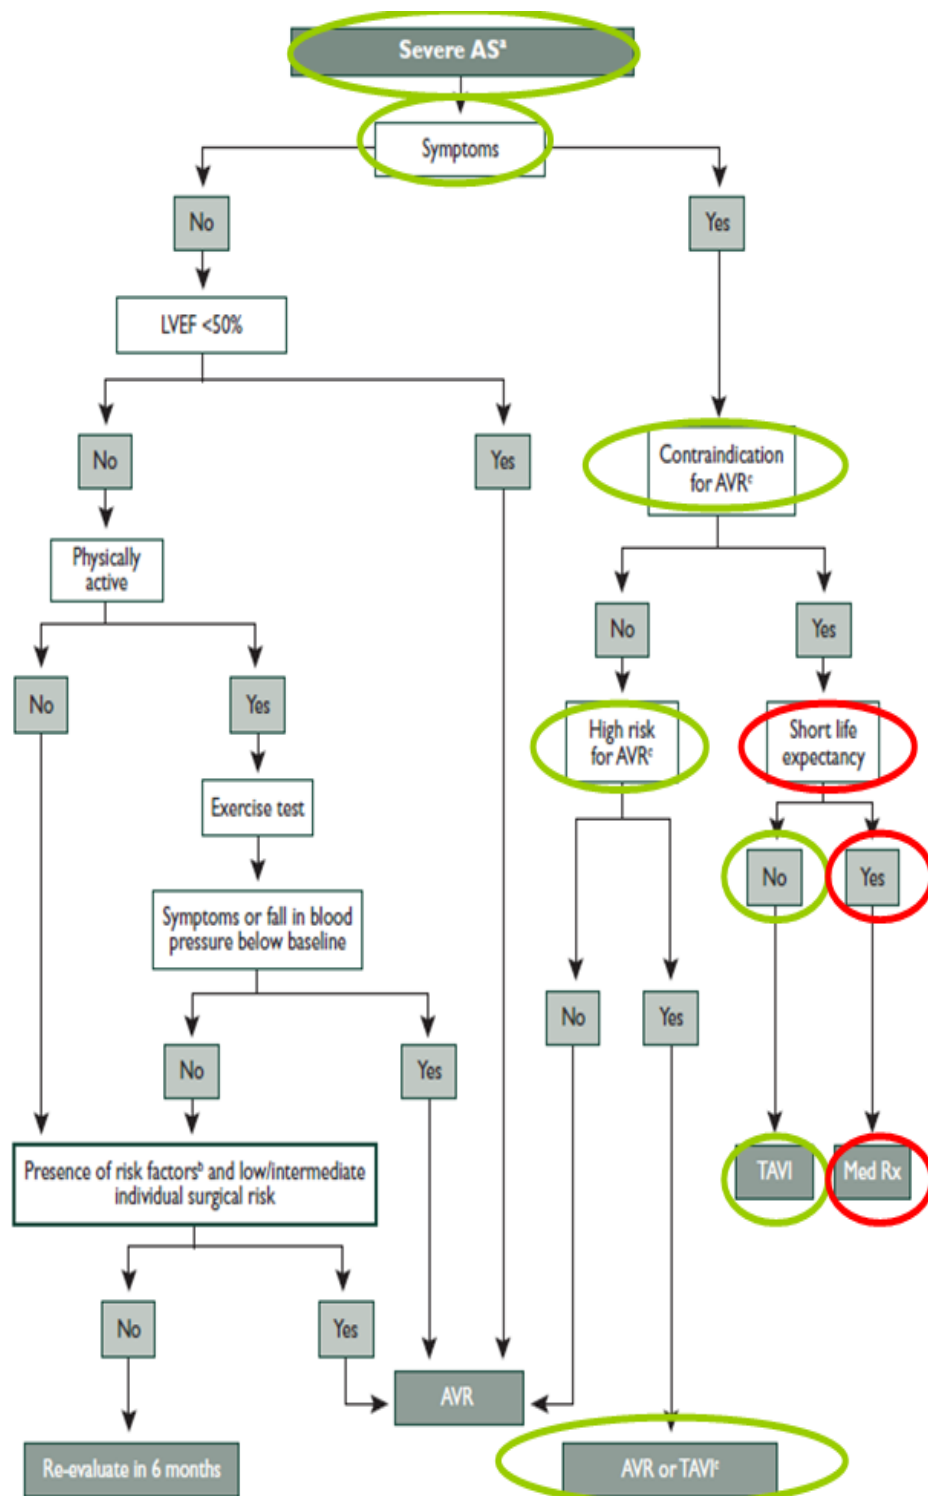 Severe ASᵃ
Symptoms
No
Yes
LVEF <50%
No
Yes
Contraindication
for AVRᶜ
Physically
active
No
Yes
No
Yes
High risk
for AVRᶜ
Short life
expectancy
Exercise test
No
Yes
Symptoms or fall in blood
pressure below baseline
No
Yes
No
Yes
Presence of risk factorsᵇ and low/intermediate
individual surgical risk
TAVI
Med Rx
No
Yes
AVR
Re-evaluate in 6 months
AVR or TAVIᶜ